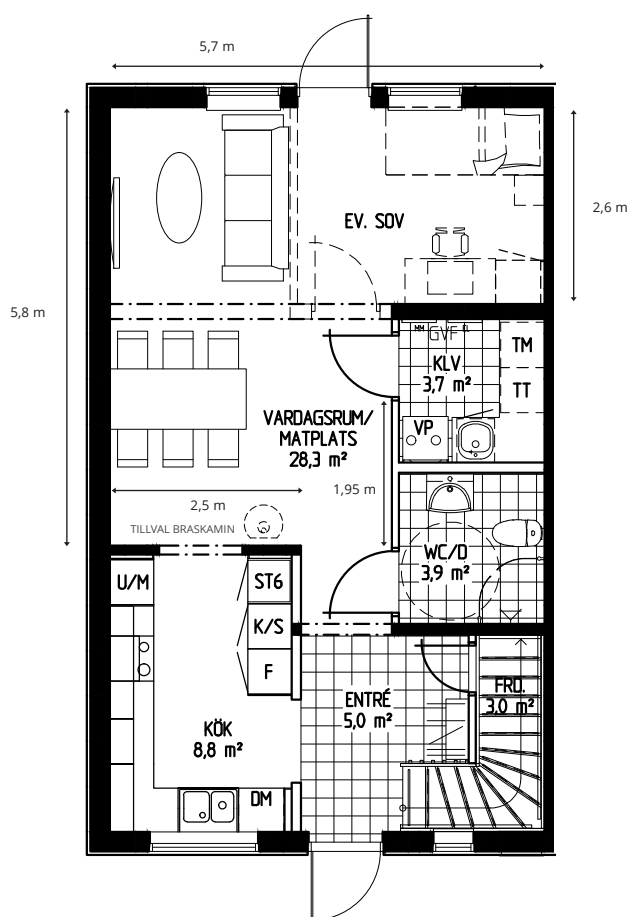 5,7 m
EV. SOV
2,6 m
5,8 m
GVF
TM
KLV
3,7 m²
TT
VARDAGSRUM/
MATPLATS
28,3 m²
VP
2,5 m
1,95 m
TILLVAL BRASKAMIN
WC/D
3,9 m²
U/M
ST6
K/S
F
FRD.
3,0 m²
ENTRÉ
5,0 m²
KÖK
8,8 m²
DM